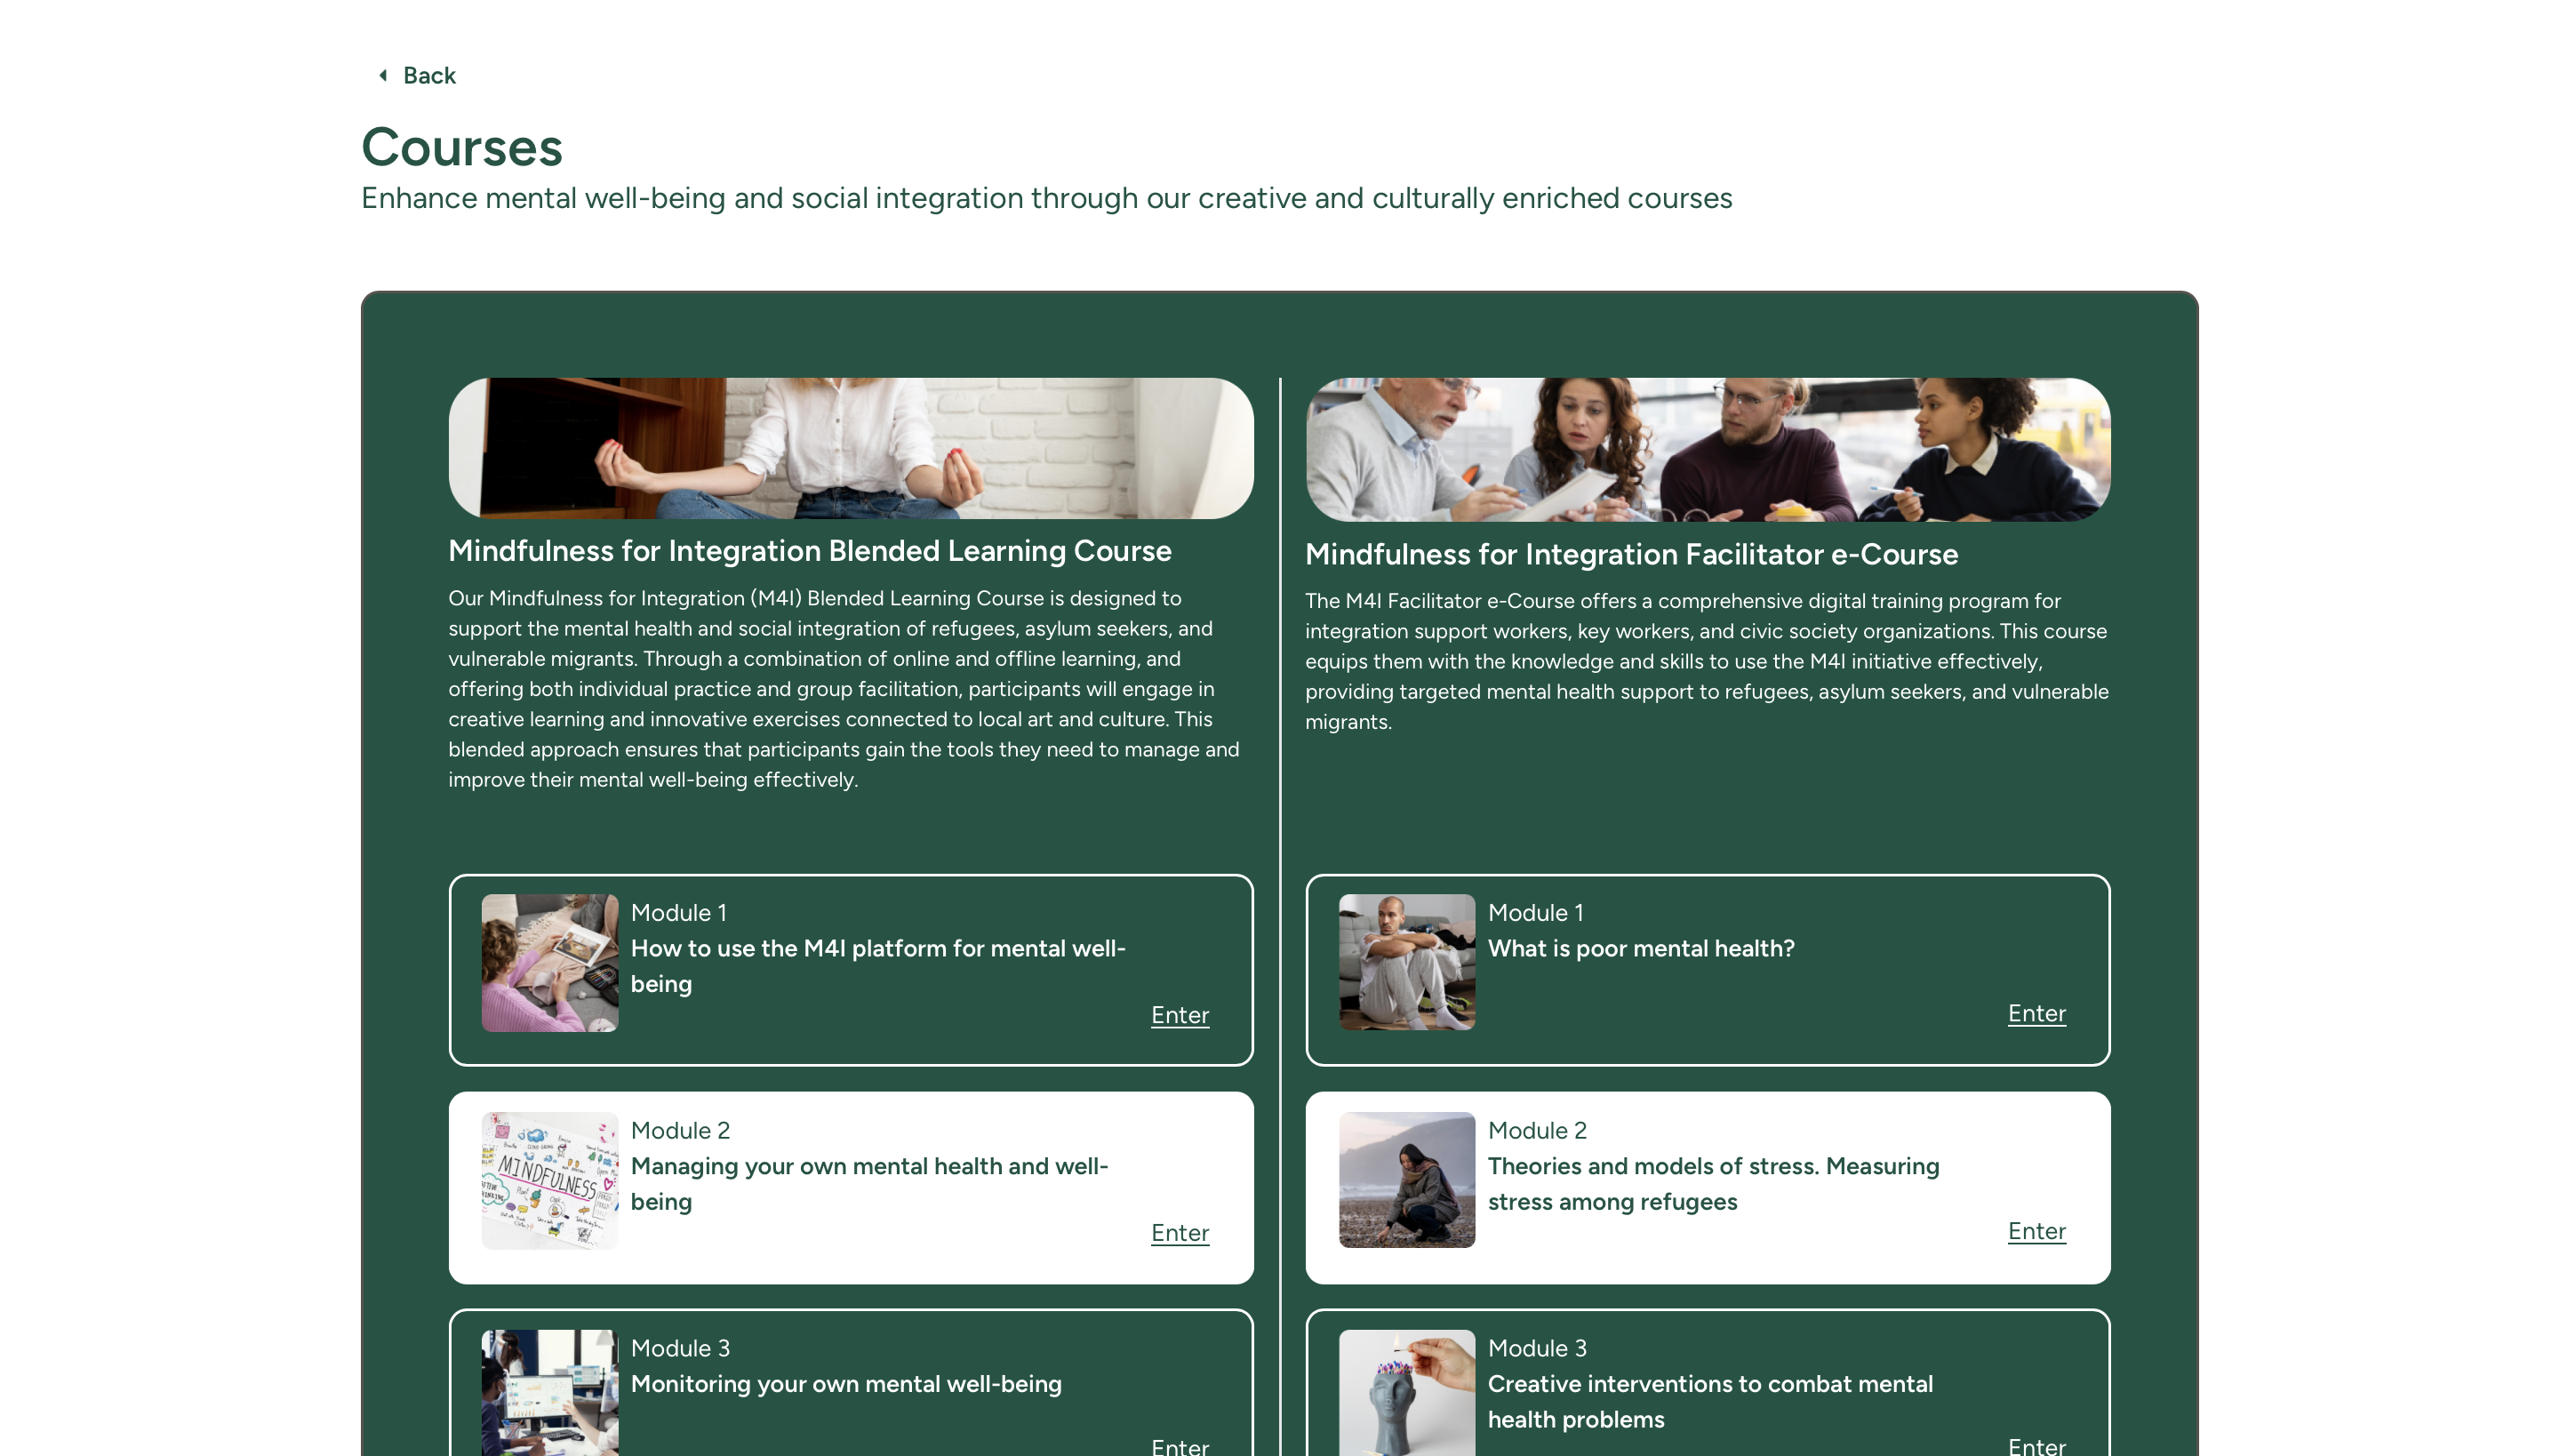 Back
Courses
Enhance mental well-being and social integration through our creative and culturally enriched courses
Mindfulness for Integration Blended Learning Course
Our Mindfulness for Integration (M4I) Blended Learning Course is designed to
support the mental health and social integration of refugees, asylum seekers, and
vulnerable migrants. Through a combination of online and offline learning, and
offering both individual practice and group facilitation, participants will engage in
creative learning and innovative exercises connected to local art and culture. This
blended approach ensures that participants gain the tools they need to manage and
improve their mental well-being effectively.
Module 1
How to use the M4I platform for mental well-
being
Enter
Module 2
Managing your own mental health and well-
being
Enter
MINDFULNESS
Module 3
Monitoring your own mental well-being
Enter
Mindfulness for Integration Facilitator e-Course
The M4I Facilitator e-Course offers a comprehensive digital training program for
integration support workers, key workers, and civic society organizations. This course
equips them with the knowledge and skills to use the M4I initiative effectively,
providing targeted mental health support to refugees, asylum seekers, and vulnerable
migrants.
Module 1
What is poor mental health?
Enter
Module 2
Theories and models of stress. Measuring
stress among refugees
Enter
Module 3
Creative interventions to combat mental
health problems
Enter